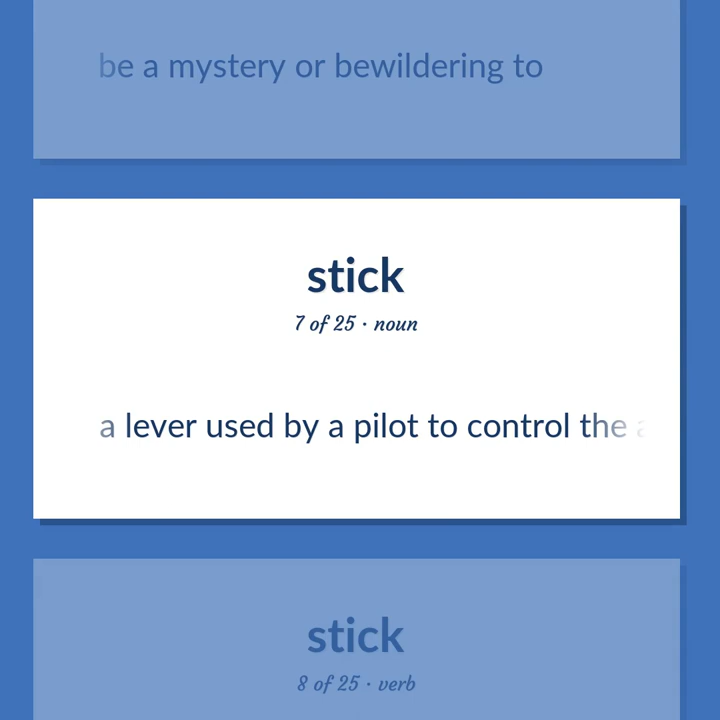 be a mystery or bewildering to
stick
7 of 25 · noun
a lever used by a pilot to control the
stick
8 of 25 · verb